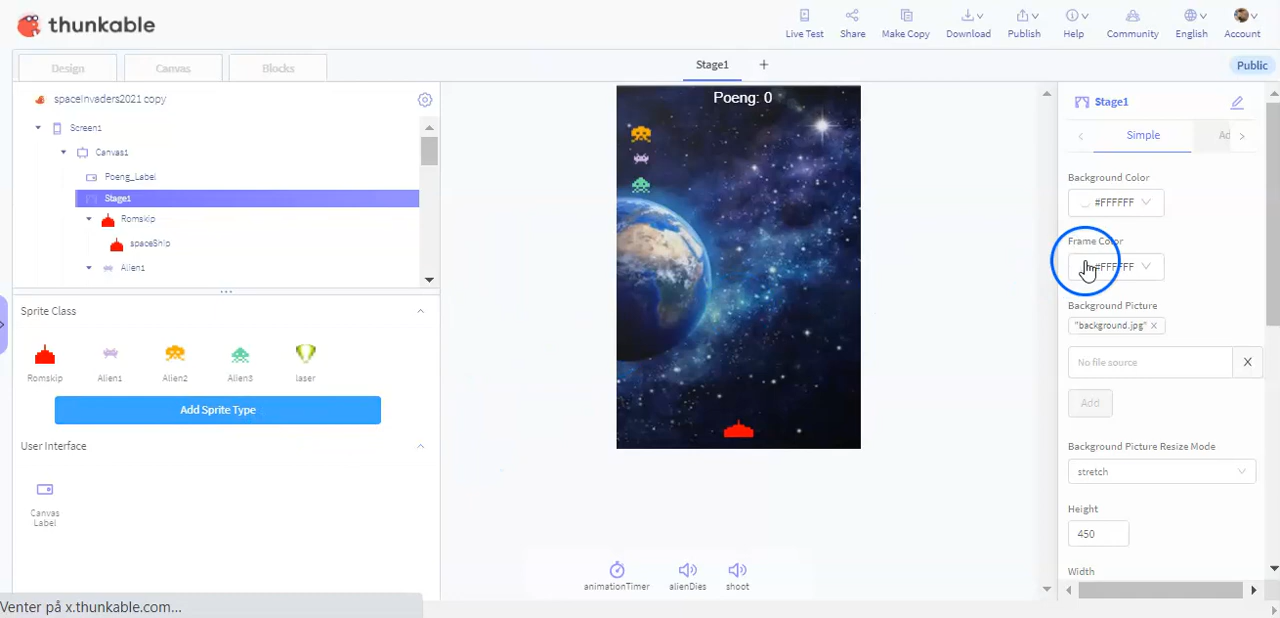 thunkable
Live Test
Share
Make Copy
Download
Publish
Help
Community
English
Account
Design
Canvas
Blocks
Stage1
+
Public
spaceInvaders2021 copy
Screen1
Canvas1
Poeng_Label
Stage1
Romskip
spaceShip
Alien1
Sprite Class
Romskip
Alien1
Alien2
Alien3
laser
Add Sprite Type
User Interface
Canvas
Label
Poeng: 0
animationTimer
alienDies
shoot
Stage1
Simple
Ad
Background Color
#FFFFFF
Frame Color
#FFFFFF
Background Picture
"background.jpg" ×
No file source
X
Add
Background Picture Resize Mode
stretch
Height
450
Width
Venter på x.thunkable.com...